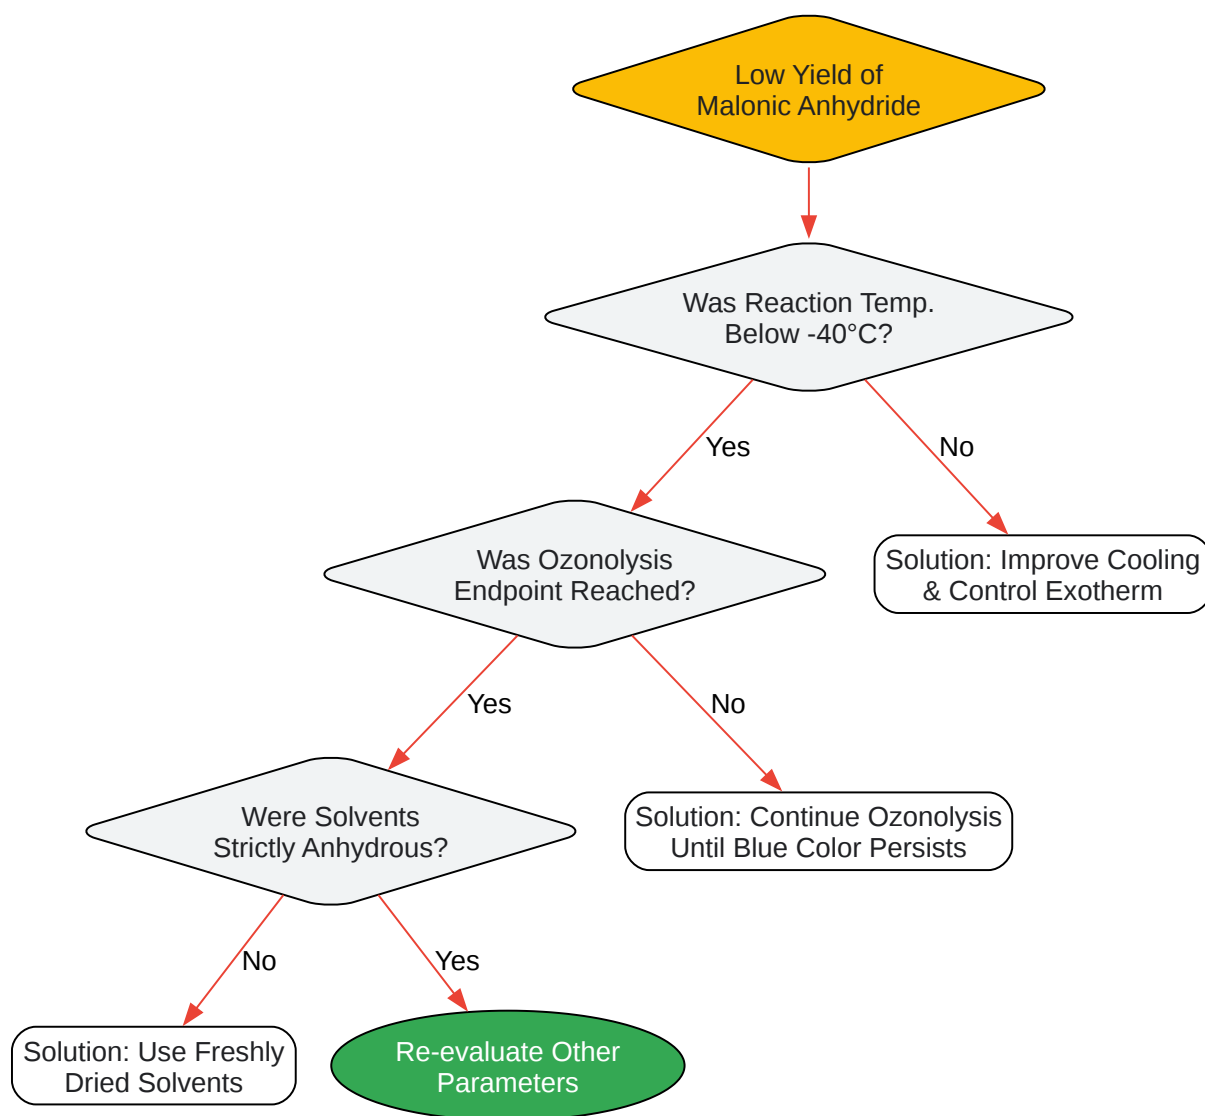 Low Yield of
Malonic Anhydride
Was Reaction Temp.
Below -40°C?
Yes
No
Was Ozonolysis
Endpoint Reached?
Solution: Improve Cooling
& Control Exotherm
Yes
No
Were Solvents
Strictly Anhydrous?
Solution: Continue Ozonolysis
Until Blue Color Persists
No
Yes
Solution: Use Freshly
Dried Solvents
Re-evaluate Other
Parameters